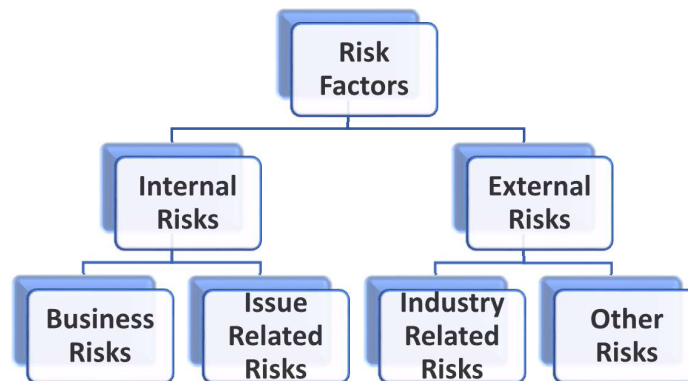 Risk
Factors
Internal
Risks
External
Risks
Business
Risks
Issue
Related
Risks
Industry
Related
Risks
Other
Risks